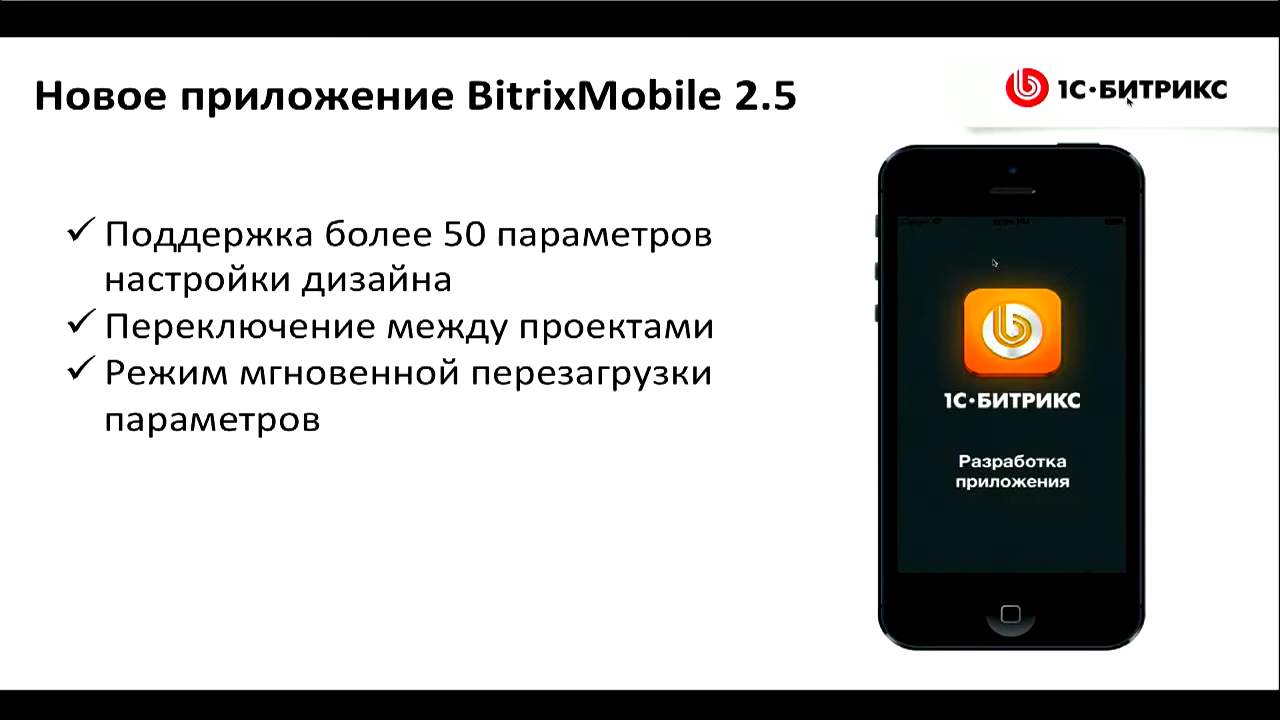 Новое приложение BitrixMobile 2.5
1С·БИТРИКС
Поддержка более 50 параметров
настройки дизайна
Переключение между проектами
Режим мгновенной перезагрузки
параметров
1С·БИТРИКС
Разработка
приложения